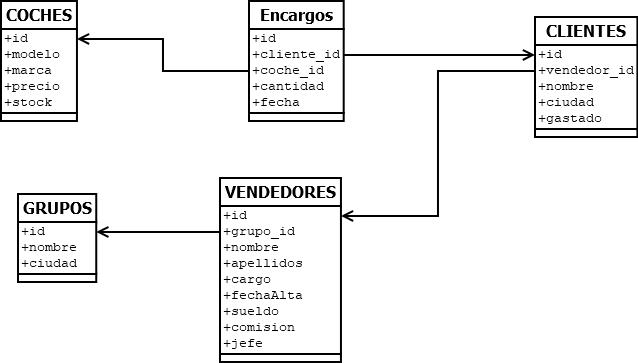 COCHES
+id
+modelo
+marca
+precio
+stock
Encargos
+id
+cliente_id
+coche_id
+cantidad
+fecha
CLIENTES
+id
+vendedor_id
+nombre
+ciudad
+gastado
GRUPOS
+id
+nombre
+ciudad
VENDEDORES
+id
+grupo_id
+nombre
+apellidos
+cargo
+fechaAlta
+sueldo
+comision
+jefe